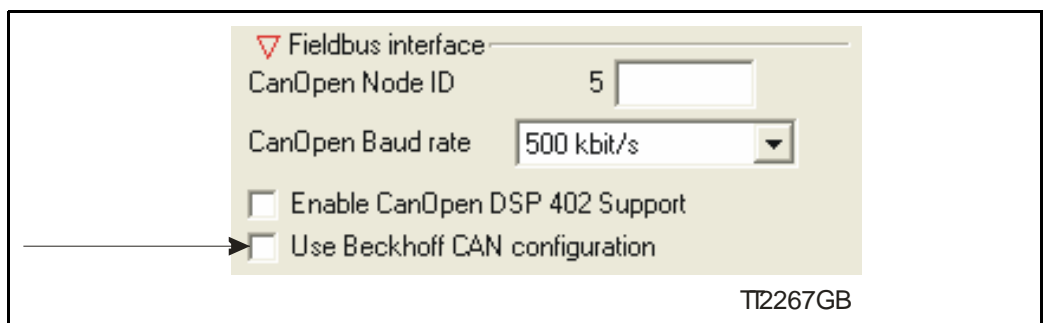 Fieldbus interface
CanOpen Node ID 5
CanOpen Baud rate 500 kbit/s
Enable CanOpen DSP 402 Support
Use Beckhoff CAN configuration
TT2267GB